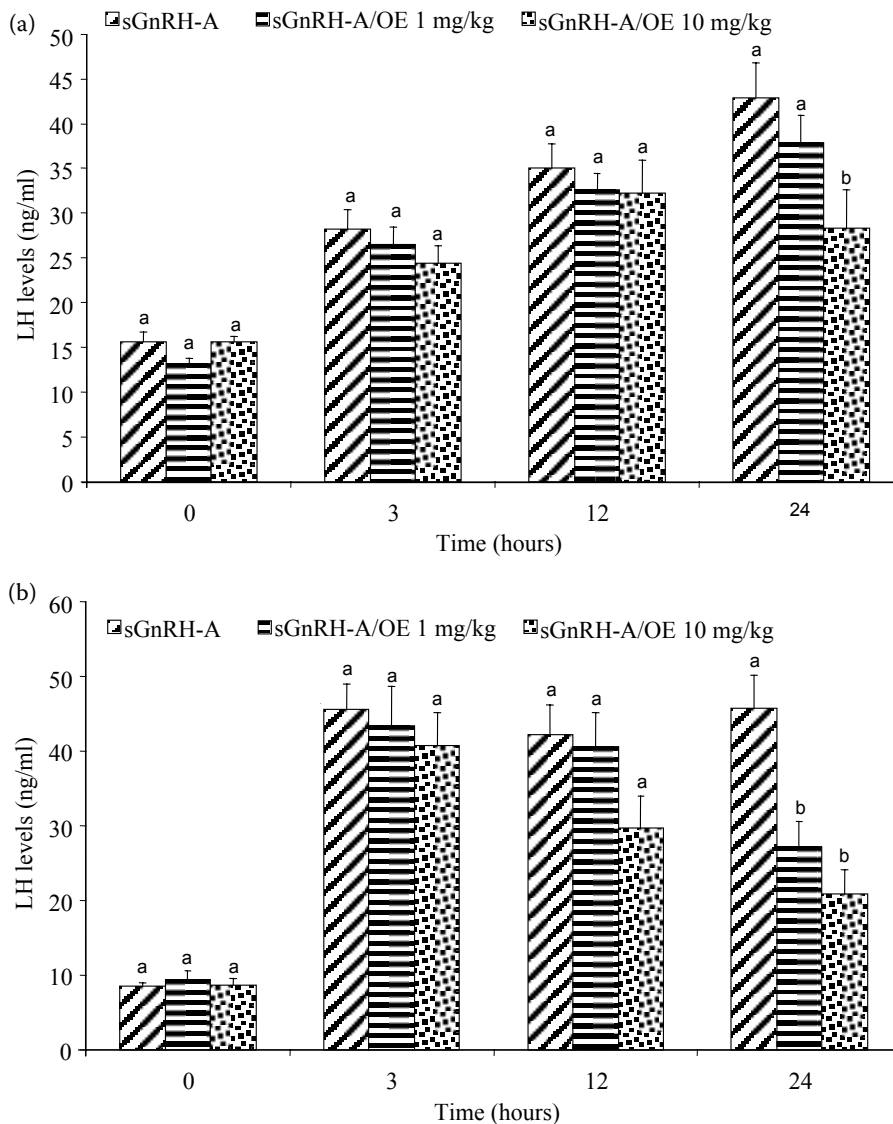 (a)
sGnRH-A sGnRH-A/OE 1 mg/kg sGnRH-A/OE 10 mg/kg
LH levels (ng/ml)
50
45
40
35
30
25
20
15
10
5
0
a a a
a a a
a a a
a a b
0 3 12 24
Time (hours)
(b)
sGnRH-A sGnRH-A/OE 1 mg/kg sGnRH-A/OE 10 mg/kg
LH levels (ng/ml)
60
50
40
30
20
10
0
a a a
a a a
a a a
a b b
0 3 12 24
Time (hours)